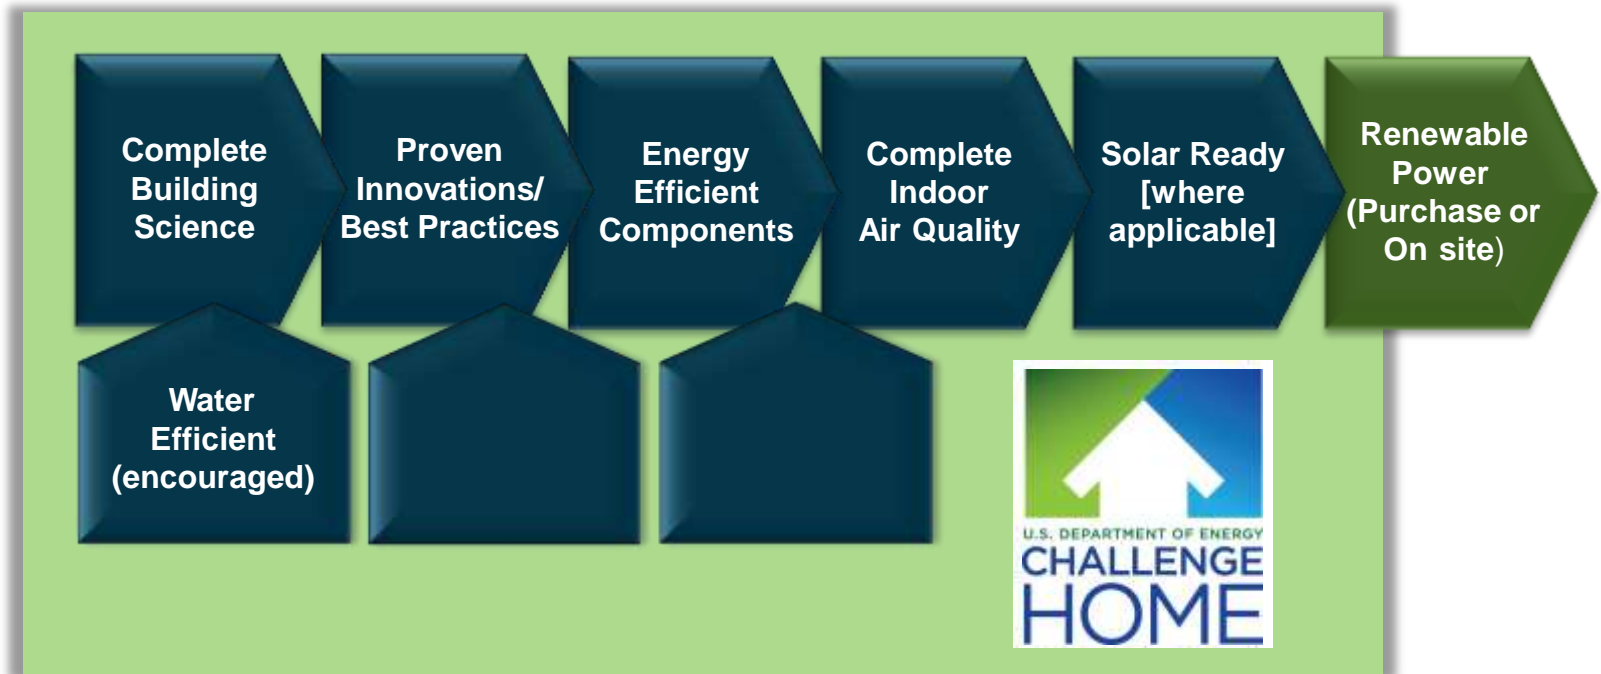 Complete
Building
Science
Proven
Innovations/
Best Practices
Energy
Efficient
Components
Complete
Indoor
Air Quality
Solar Ready
[where
applicable]
Renewable
Power
(Purchase or
On site)
Water
Efficient
(encouraged)
U.S. DEPARTMENT OF ENERGY
CHALLENGE
HOME